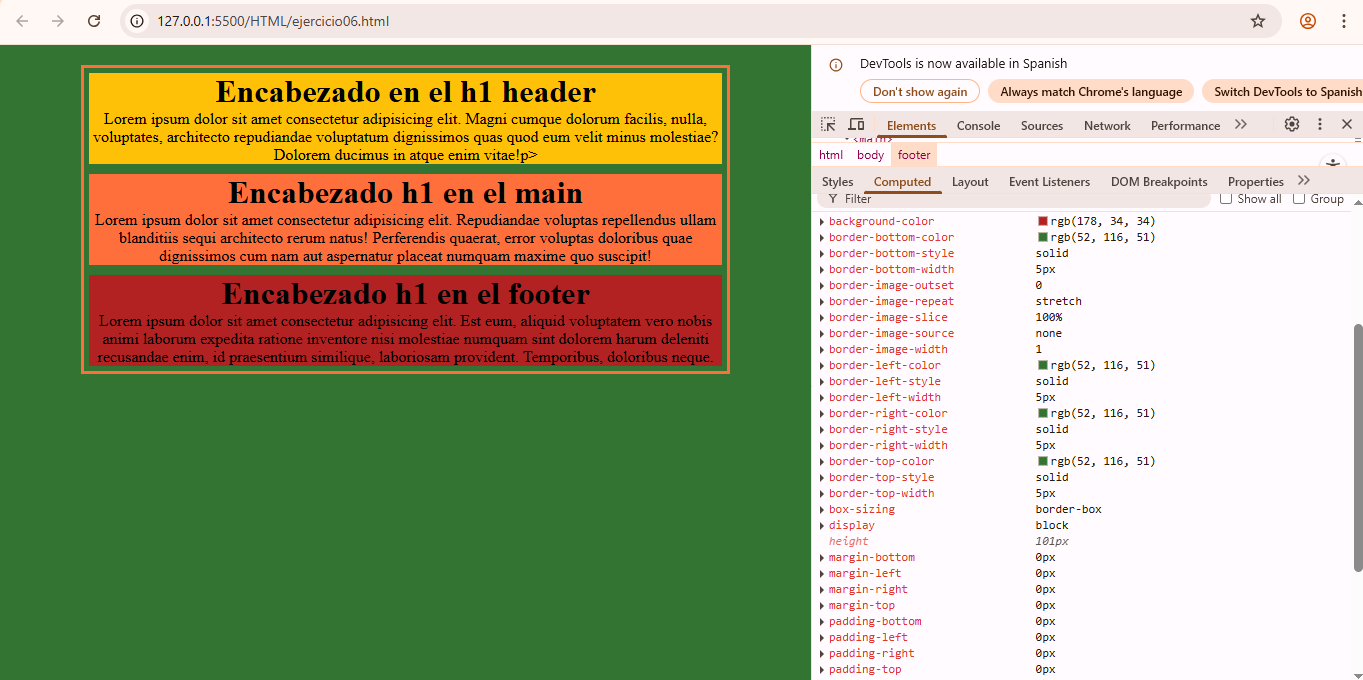 127.0.0.1:5500/HTML/ejercicio06.html
Encabezado en el h1 header
Lorem ipsum dolor sit amet consectetur adipisicing elit. Magni cumque dolorum facilis, nulla,
voluptates, architecto repudiandae voluptatum dignissimos quas quod eum velit minus molestiae?
Dolorem ducimus in atque enim vitae!p>
Encabezado h1 en el main
Lorem ipsum dolor sit amet consectetur adipisicing elit. Repudiandae voluptas repellendus ullam
blanditiis sequi architecto rerum natus! Perferendis quaerat, error voluptas doloribus quae
dignissimos cum nam aut aspernatur placeat numquam maxime quo suscipit!
Encabezado h1 en el footer
Lorem ipsum dolor sit amet consectetur adipisicing elit. Est eum, aliquid voluptatem vero nobis
animi laborum expedita ratione inventore nisi molestiae numquam sint dolorem harum deleniti
recusandae enim, id praesentium similique, laboriosam provident. Temporibus, doloribus neque.
DevTools is now available in Spanish
Don't show again Always match Chrome's language Switch DevTools to Spanish
Elements Console Sources Network Performance
html body footer
Styles Computed Layout Event Listeners DOM Breakpoints Properties
Filter Show all Group
background-color rgb(178, 34, 34)
border-bottom-color rgb(52, 116, 51)
border-bottom-style solid
border-bottom-width 5px
border-image-outset 0
border-image-repeat stretch
border-image-slice 100%
border-image-source none
border-image-width 1
border-left-color rgb(52, 116, 51)
border-left-style solid
border-left-width 5px
border-right-color rgb(52, 116, 51)
border-right-style solid
border-right-width 5px
border-top-color rgb(52, 116, 51)
border-top-style solid
border-top-width 5px
box-sizing border-box
display block
height 101px
margin-bottom 0px
margin-left 0px
margin-right 0px
margin-top 0px
padding-bottom 0px
padding-left 0px
padding-right 0px
padding-top 0px